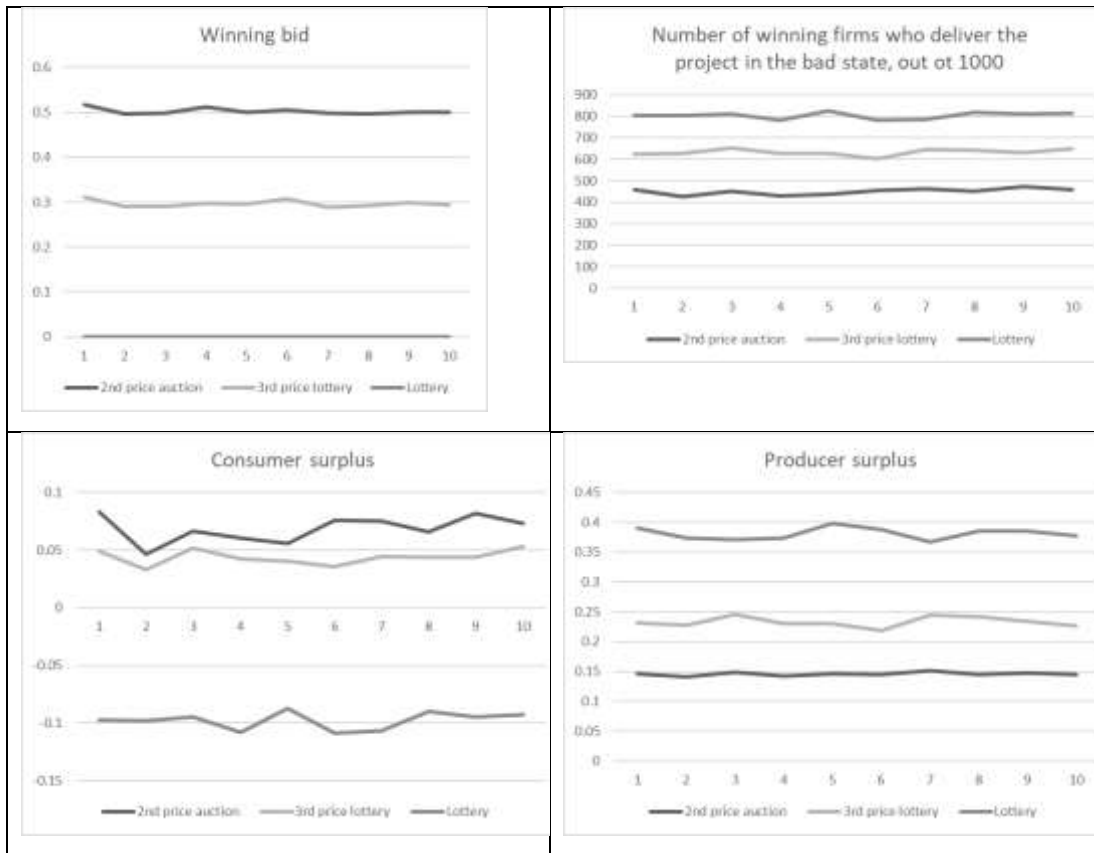 Winning bid
0.6
0.5
0.4
0.3
0.2
0.1
0
1 2 3 4 5 6 7 8 9 10
2nd price auction 3rd price lottery Lottery
Number of winning firms who deliver the
project in the bad state, out ot 1000
900
800
700
600
500
400
300
200
100
0
1 2 3 4 5 6 7 8 9 10
2nd price auction 3rd price lottery Lottery
Consumer surplus
0.1
0.05
0
1 2 3 4 5 6 7 8 9 10
-0.05
-0.1
-0.15
2nd price auction 3rd price lottery Lottery
Producer surplus
0.45
0.4
0.35
0.3
0.25
0.2
0.15
0.1
0.05
0
1 2 3 4 5 6 7 8 9 10
2nd price auction 3rd price lottery Lottery